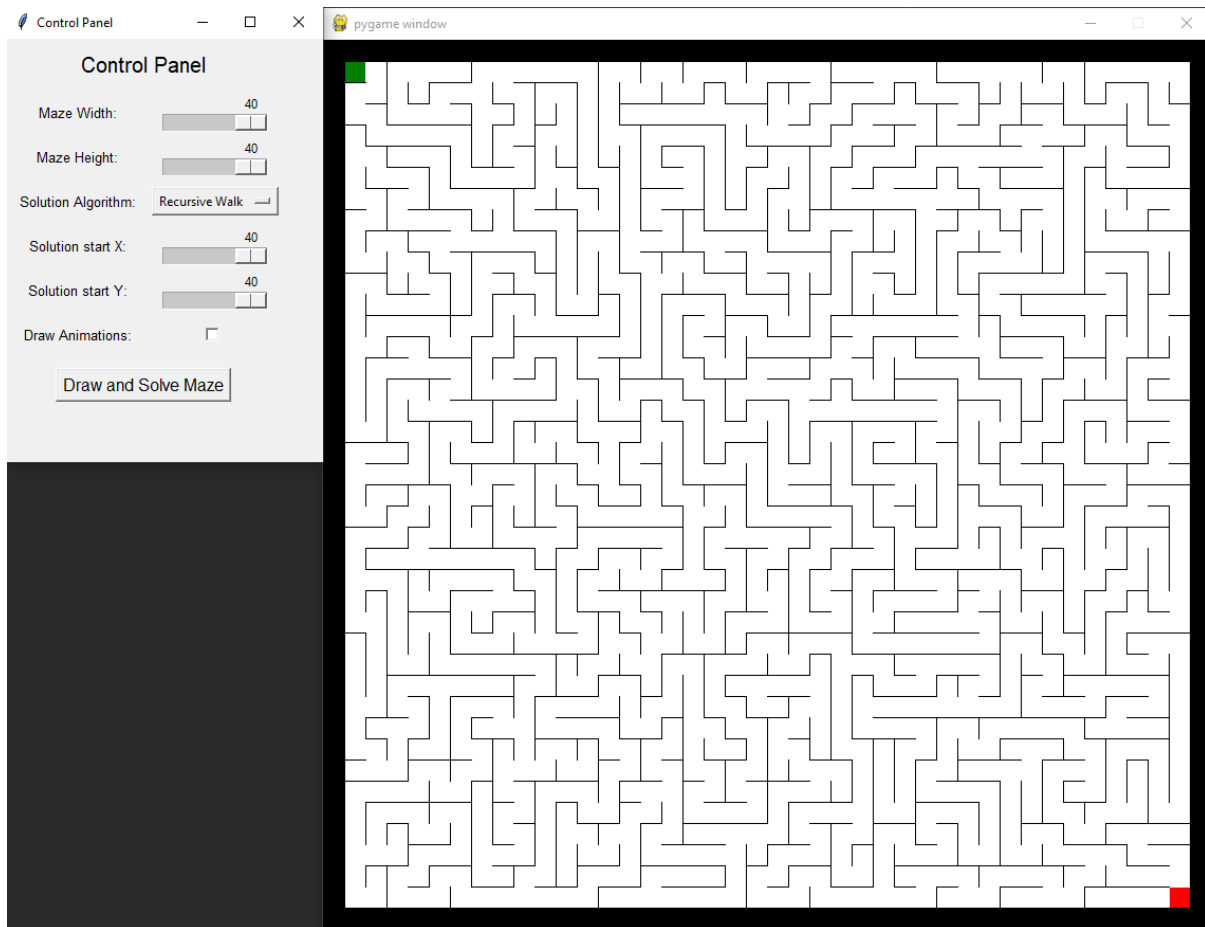 Control Panel
pygame window
Control Panel
40
Maze Width:
40
Maze Height:
Solution Algorithm: Recursive Walk
40
Solution start X:
40
Solution start Y:
Draw Animations:
Draw and Solve Maze